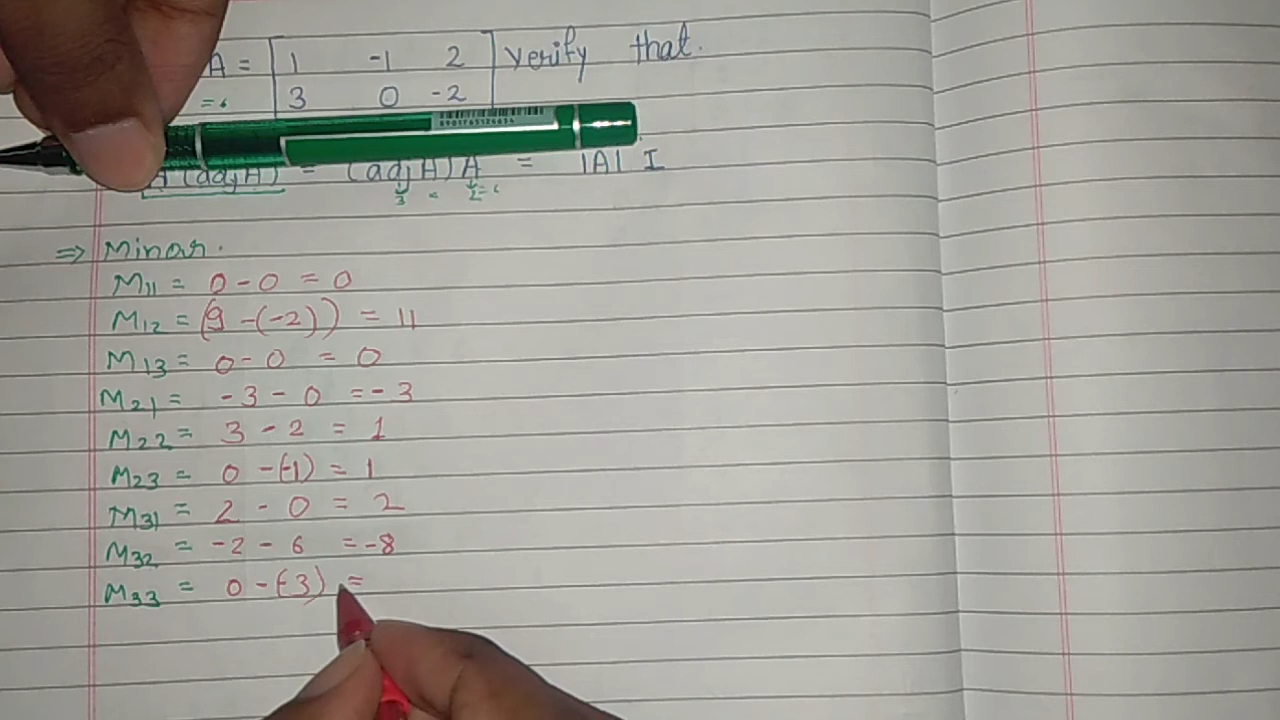 A = 1 -1 2 verify that.
3 0 -2
A (adj A) = (adj A) A = |A| I
⇒ Minor.
M11 = 0 - 0 = 0
M12 = (9 - (-2)) = 11
M13 = 0 - 0 = 0
M21 = -3 - 0 = -3
M22 = 3 - 2 = 1
M23 = 0 - (-1) = 1
M31 = 2 - 0 = 2
M32 = -2 - 6 = -8
M33 = 0 - (-3) =